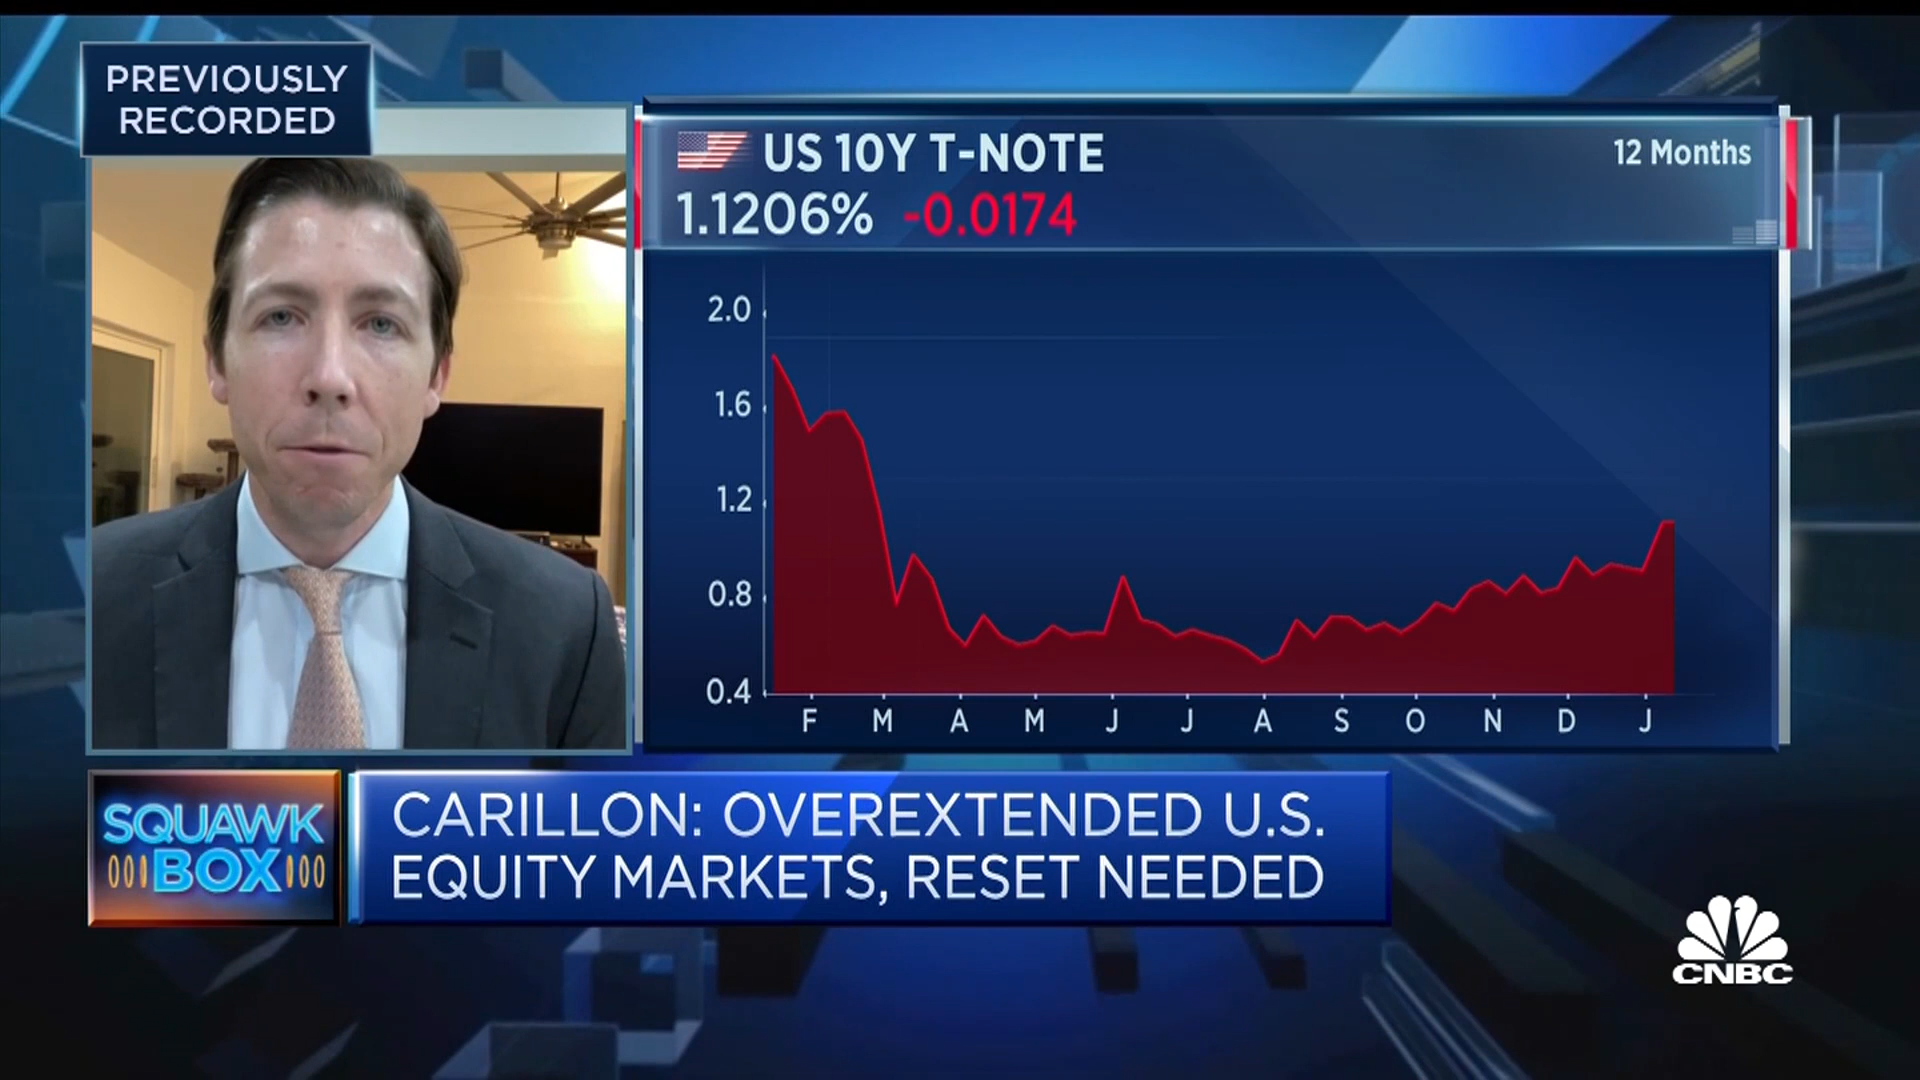 PREVIOUSLY
RECORDED
US 10Y T-NOTE
12 Months
1.1206% -0.0174
2.0
1.6
1.2
0.8
0.4
F M A M J J A S O N D J
SQUAWK
BOX
CARILLON: OVEREXTENDED U.S.
EQUITY MARKETS, RESET NEEDED
CNBC